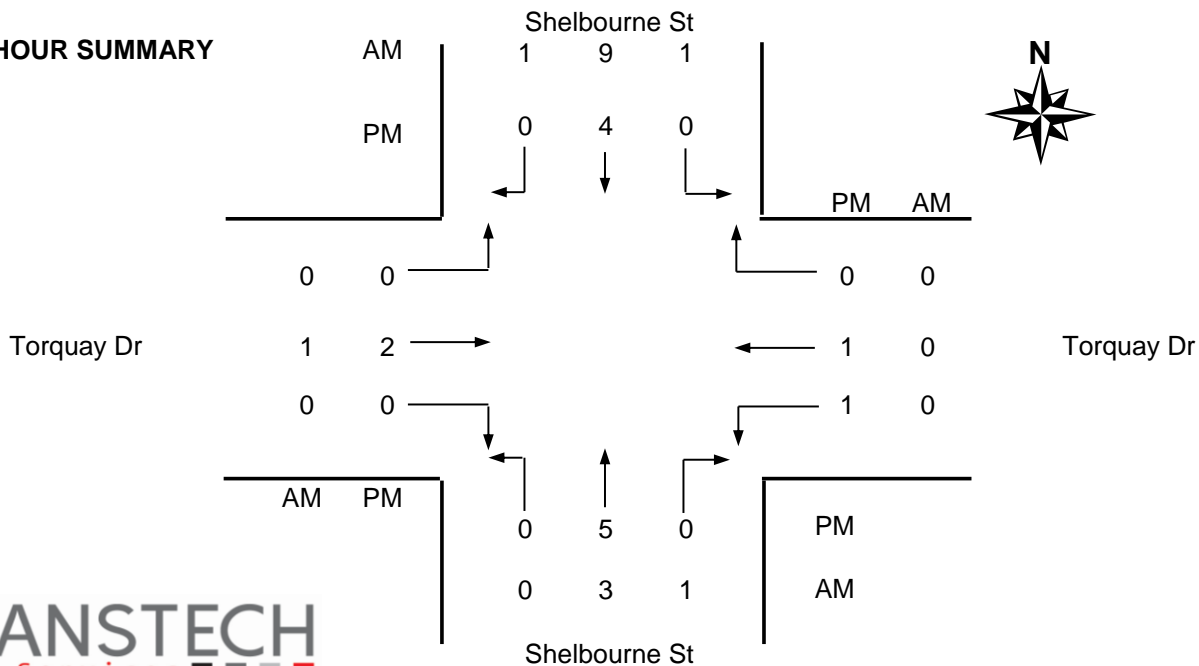 Shelbourne St
HOUR SUMMARY AM 1 9 1 N
PM 0 4 0
PM AM
0 0 0 0
Torquay Dr 1 2 1 0 Torquay Dr
0 0 1 0
AM PM
0 5 0 PM
0 3 1 AM
ANSTECH
Shelbourne St